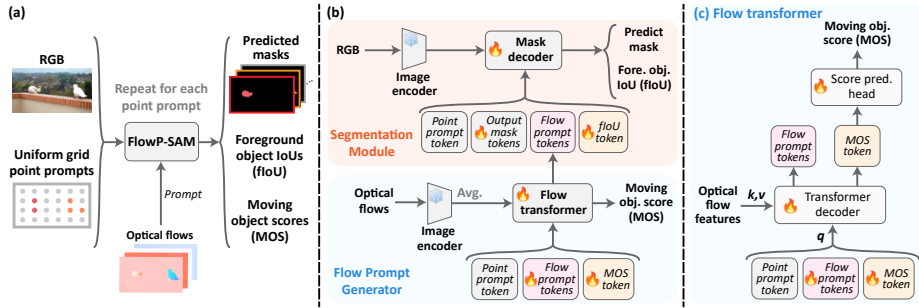 (a)
RGB
Uniform grid
point prompts
Repeat for each
point prompt
FlowP-SAM
Prompt
Optical flows
Predicted
masks
Foreground
object IoUs
(fIoU)
Moving
object scores
(MOS)
(b)
RGB
Image
encoder
Mask
decoder
Predict
mask
Fore. obj.
IoU (fIoU)
Segmentation
Module
Point
prompt
token
Output
mask
tokens
Flow
prompt
tokens
fIoU
token
Optical
flows
Avg.
Image
encoder
Flow
transformer
Moving
obj. score
(MOS)
Flow Prompt
Generator
Point
prompt
token
Flow
prompt
tokens
MOS
token
(c) Flow transformer
Moving obj.
score (MOS)
Score pred.
head
Flow
prompt
tokens
MOS
token
Optical
flow
features
k,v
Transformer
decoder
q
Point
prompt
token
Flow
prompt
tokens
MOS
token